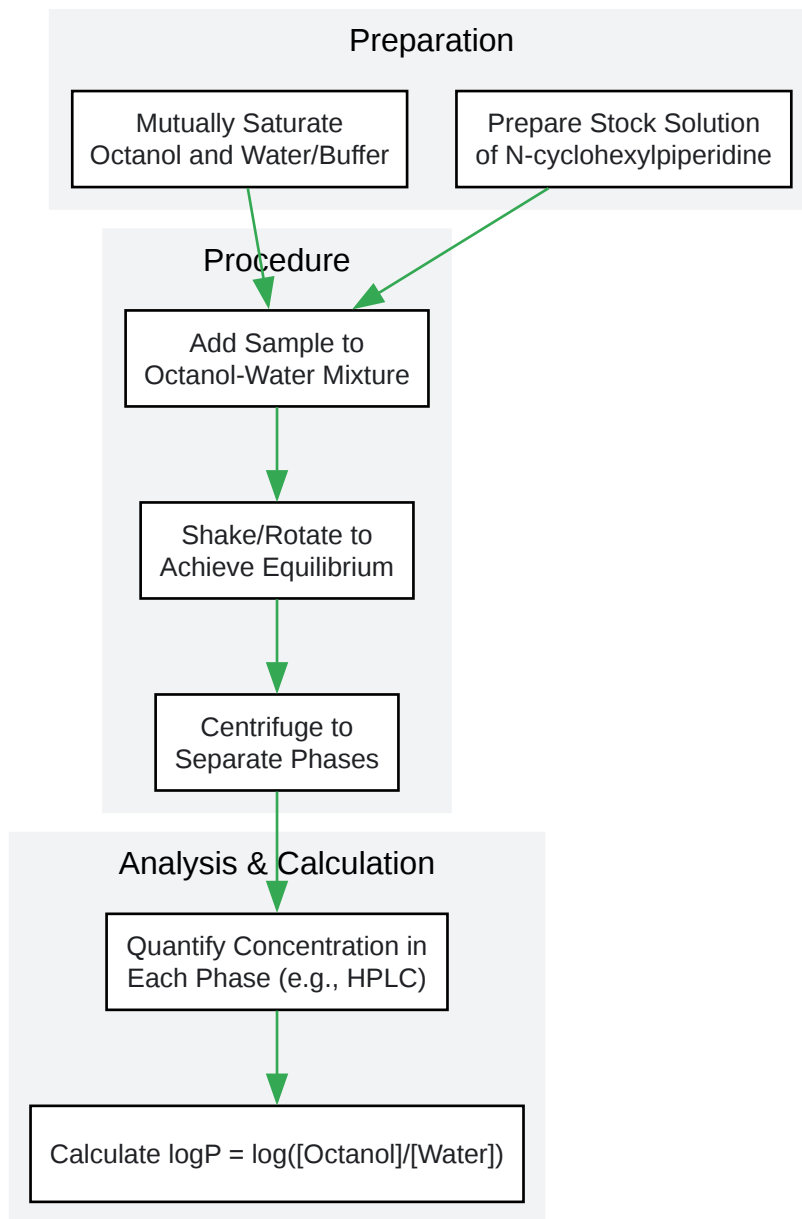 Preparation
Mutually Saturate
Octanol and Water/Buffer
Prepare Stock Solution
of N-cyclohexylpiperidine
Procedure
Add Sample to
Octanol-Water Mixture
Shake/Rotate to
Achieve Equilibrium
Centrifuge to
Separate Phases
Analysis & Calculation
Quantify Concentration in
Each Phase (e.g., HPLC)
Calculate logP = log([Octanol]/[Water])